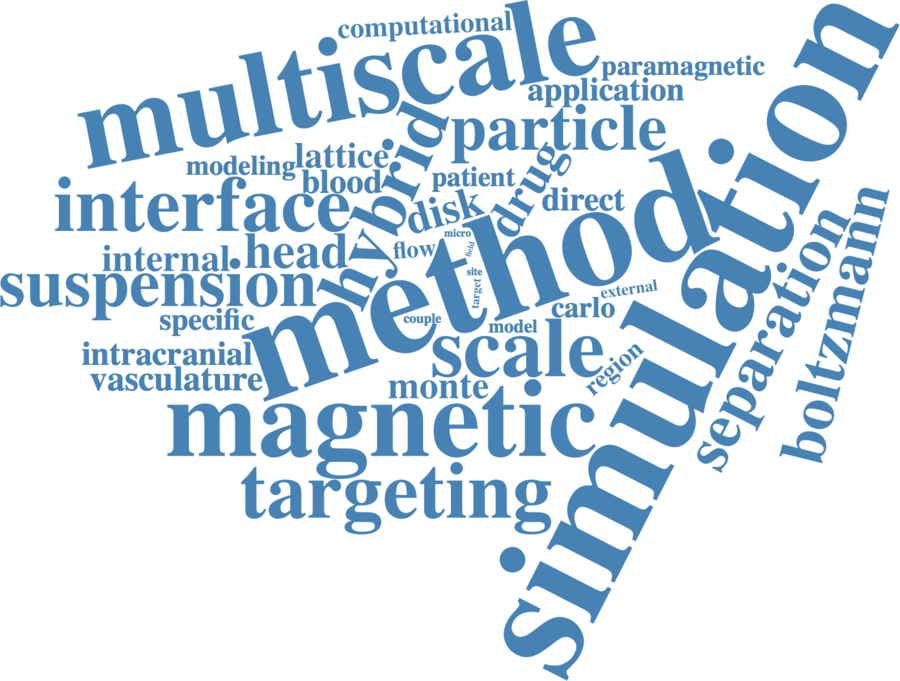 computational
multiscale
paramagnetic
application
particle
hybrid
lattice
modeling
blood
patient
drug
direct
interface
disk
method
simulation
micro
field
flow
head
internal
suspension
site
target
external
separation
boltzmann
couple
carlo
specific
model
scale
intracranial
vasculature
monte
region
magnetic
targeting